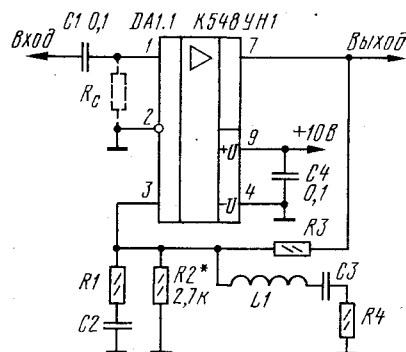 C1 0,1 DA1.1 К548УН1
Вход 1 7 Выход
Rс
2
9 +10В
+U
3 4
-U
C4
0,1
R3
R1 R2*
2,7к
C3
C2 L1 R4